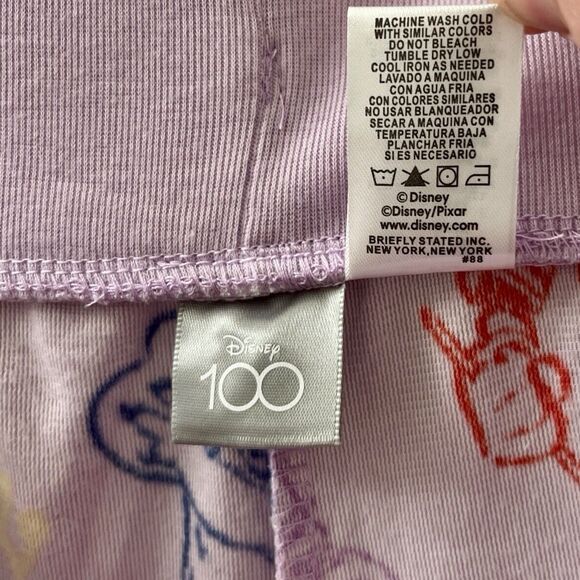 MACHINE WASH COLD
WITH SIMILAR COLORS
DO NOT BLEACH
TUMBLE DRY LOW
COOL IRON AS NEEDED
LAVADO A MAQUINA
CON AGUA FRIA
CON COLORES SIMILARES
NO USAR BLANQUEADOR
SECAR A MAQUINA CON
TEMPERATURA BAJA
PLANCHAR FRIA
SI ES NECESARIO
©Disney
©Disney/Pixar
www.disney.com
BRIEFLY STATED INC.
NEW YORK,NEW YORK
#88
Disney
100